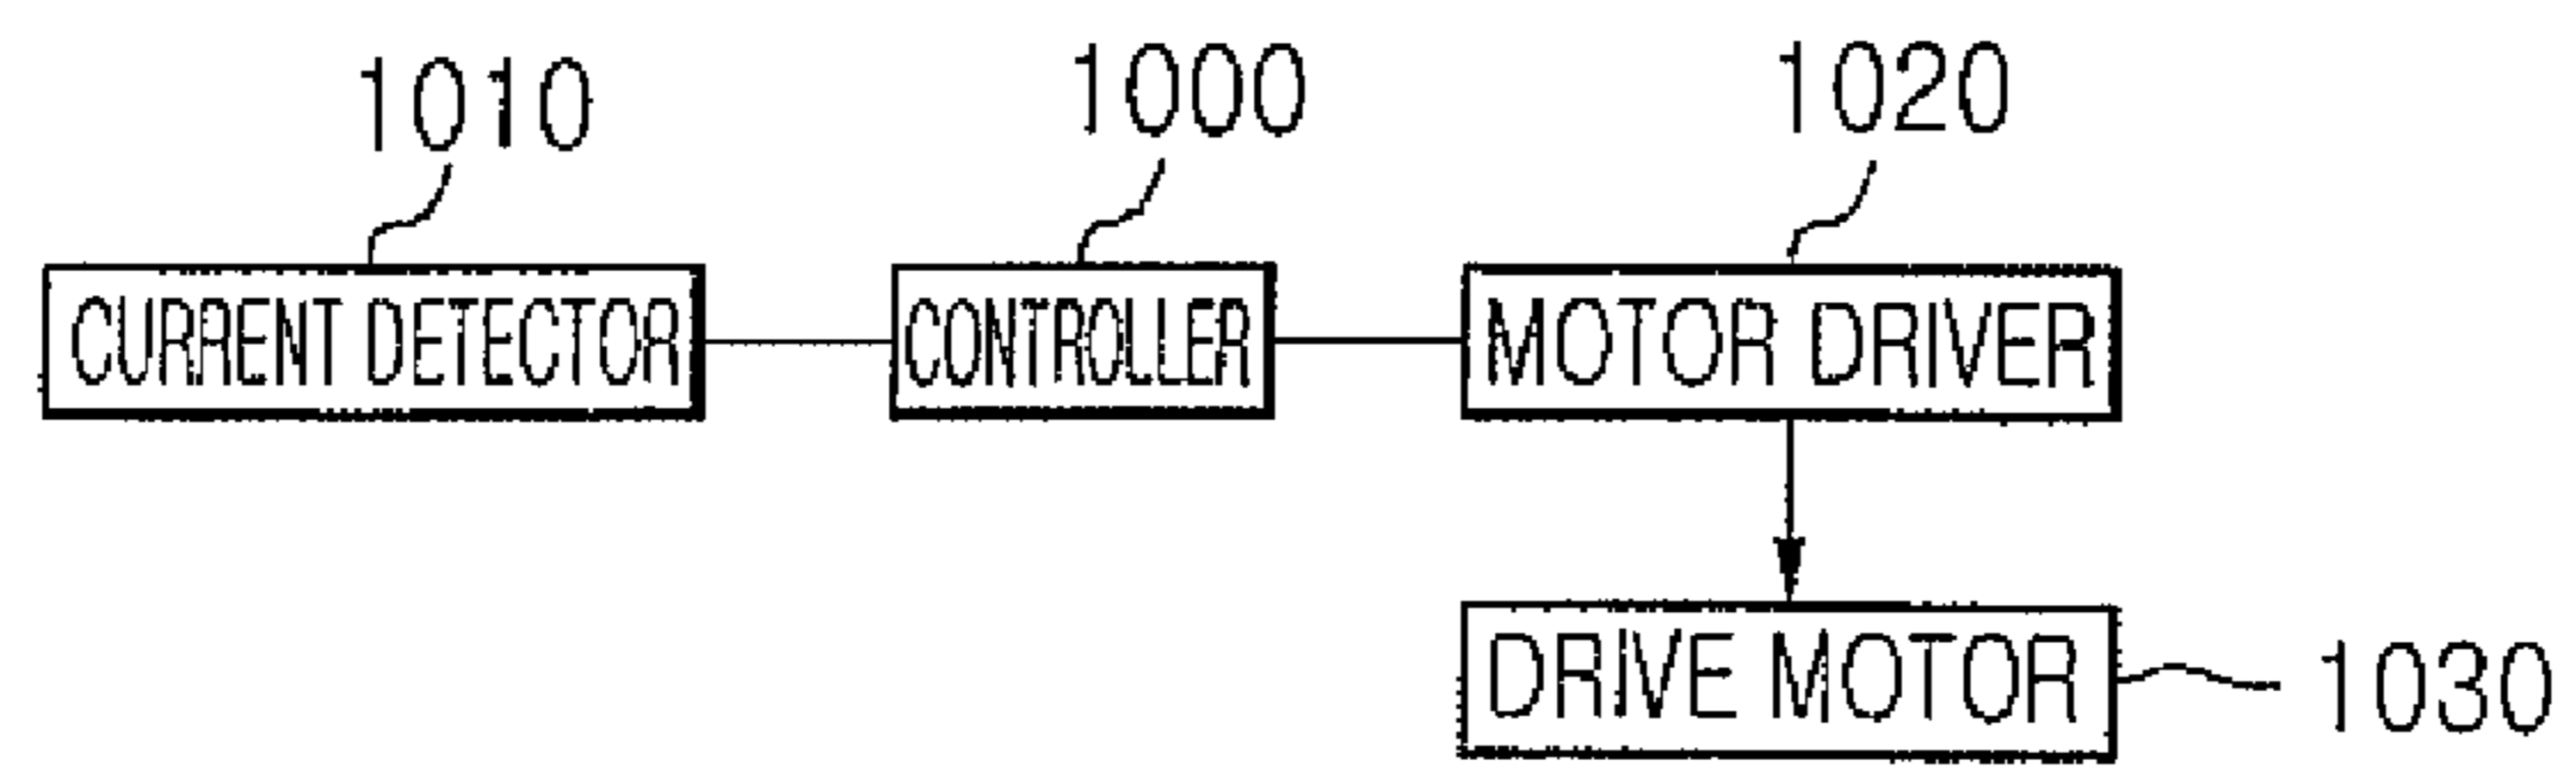 1010
1000
1020
CURRENT DETECTOR
CONTROLLER
MOTOR DRIVER
DRIVE MOTOR
1030